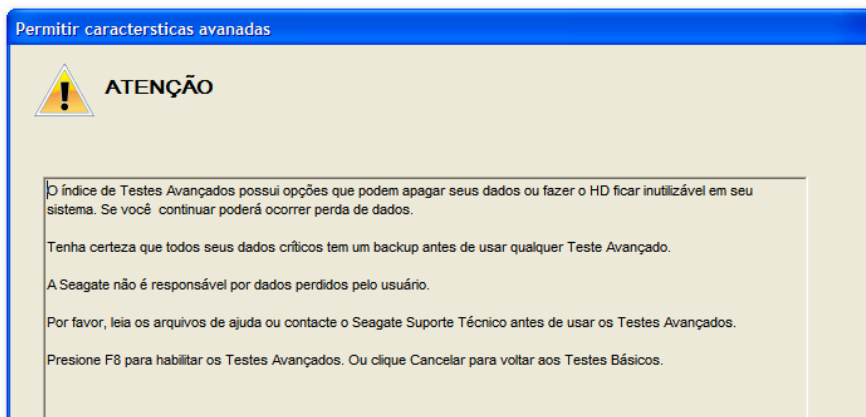 Permitir caractersticas avanadas
ATENÇÃO
O índice de Testes Avançados possui opções que podem apagar seus dados ou fazer o HD ficar inutilizável em seu
sistema. Se você  continuar poderá ocorrer perda de dados.
Tenha certeza que todos seus dados críticos tem um backup antes de usar qualquer Teste Avançado.
A Seagate não é responsável por dados perdidos pelo usuário.
Por favor, leia os arquivos de ajuda ou contacte o Seagate Suporte Técnico antes de usar os Testes Avançados.
Presione F8 para habilitar os Testes Avançados. Ou clique Cancelar para voltar aos Testes Básicos.